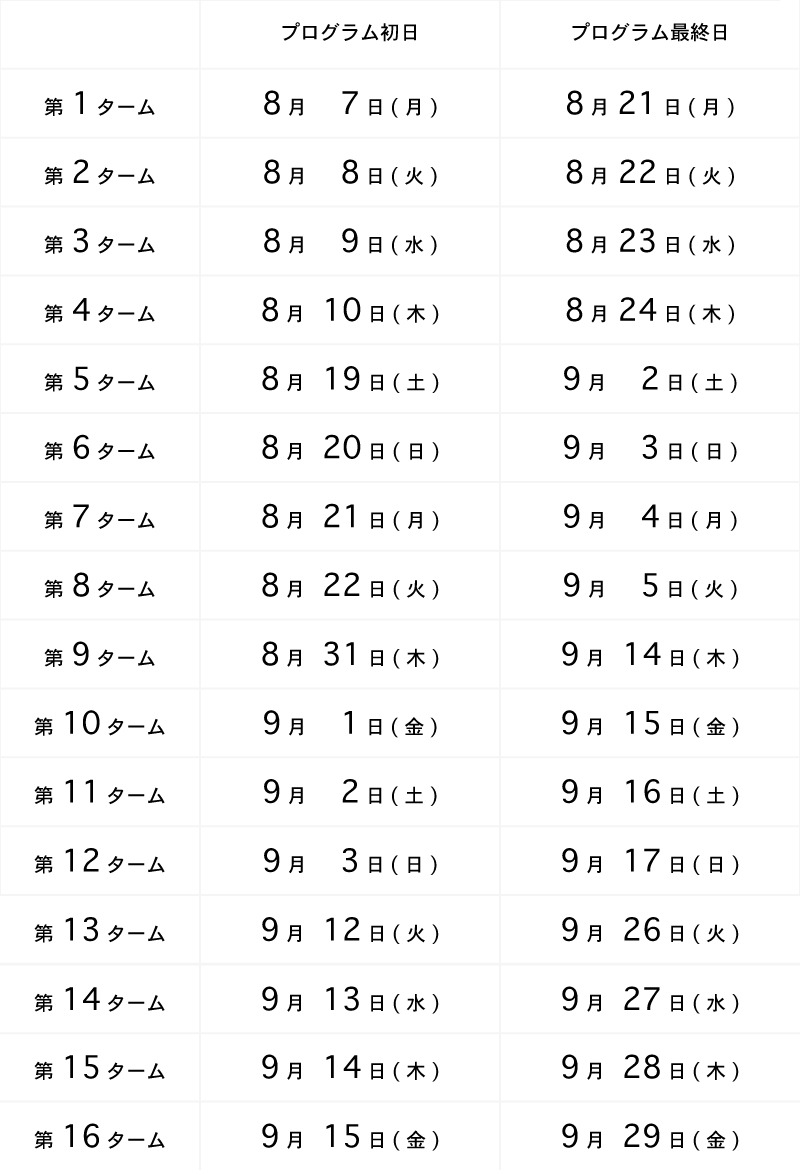 プログラム初日 プログラム最終日
第1ターム 8月 7日(月) 8月21日(月)
第2ターム 8月 8日(火) 8月22日(火)
第3ターム 8月 9日(水) 8月23日(水)
第4ターム 8月 10日(木) 8月24日(木)
第5ターム 8月 19日(土) 9月 2日(土)
第6ターム 8月 20日(日) 9月 3日(日)
第7ターム 8月 21日(月) 9月 4日(月)
第8ターム 8月 22日(火) 9月 5日(火)
第9ターム 8月 31日(木) 9月 14日(木)
第10ターム 9月 1日(金) 9月 15日(金)
第11ターム 9月 2日(土) 9月 16日(土)
第12ターム 9月 3日(日) 9月 17日(日)
第13ターム 9月 12日(火) 9月 26日(火)
第14ターム 9月 13日(水) 9月 27日(水)
第15ターム 9月 14日(木) 9月 28日(木)
第16ターム 9月 15日(金) 9月 29日(金)